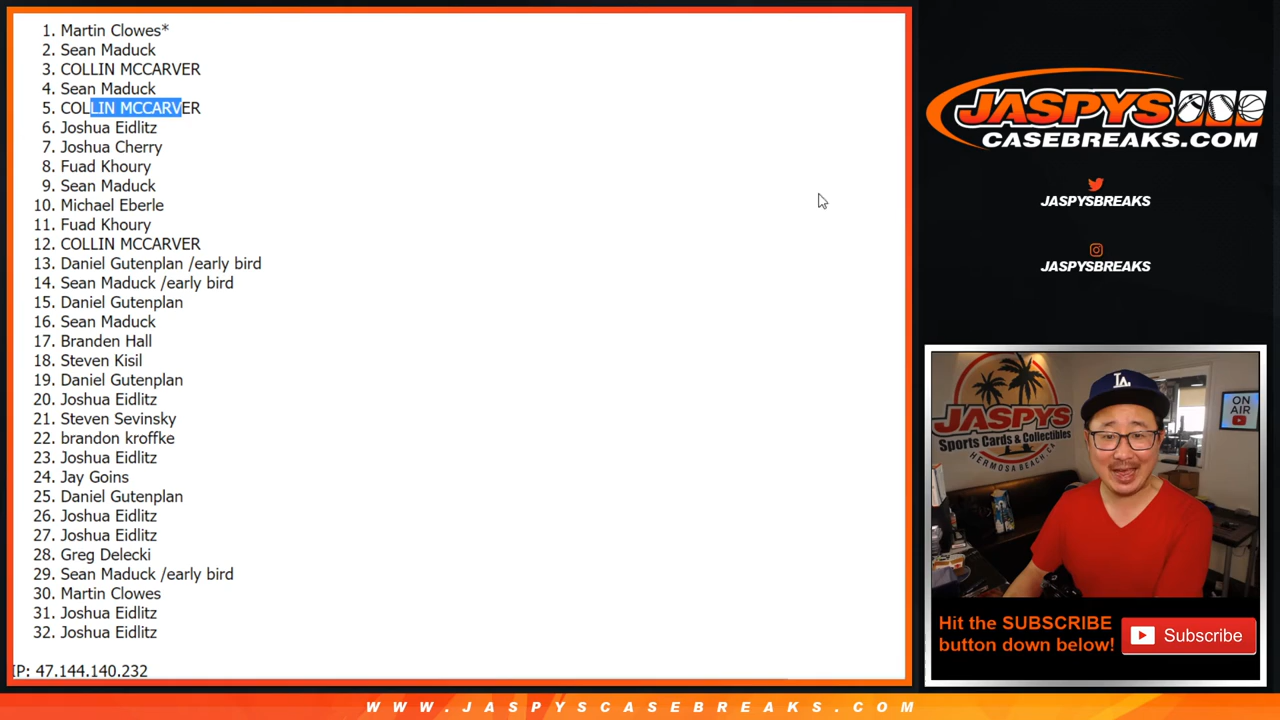 1. Martin Clowes*
2. Sean Maduck
3. COLLIN MCCARVER
4. Sean Maduck
5. COLLIN MCCARVER
6. Joshua Eidlitz
7. Joshua Cherry
8. Fuad Khoury
9. Sean Maduck
10. Michael Eberle
11. Fuad Khoury
12. COLLIN MCCARVER
13. Daniel Gutenplan /early bird
14. Sean Maduck /early bird
15. Daniel Gutenplan
16. Sean Maduck
17. Branden Hall
18. Steven Kisil
19. Daniel Gutenplan
20. Joshua Eidlitz
21. Steven Sevinsky
22. brandon kroffke
23. Joshua Eidlitz
24. Jay Goins
25. Daniel Gutenplan
26. Joshua Eidlitz
27. Joshua Eidlitz
28. Greg Delecki
29. Sean Maduck /early bird
30. Martin Clowes
31. Joshua Eidlitz
32. Joshua Eidlitz
IP: 47.144.140.232
JASPYS
CASEBREAKS.COM
JASPYSBREAKS
JASPYSBREAKS
JASPYS
Sports Cards & Collectibles
HERMOSA BEACH, CA
LA
ON
AIR
Hit the SUBSCRIBE
button down below!
Subscribe
WWW.JASPYSCASEBREAKS.COM